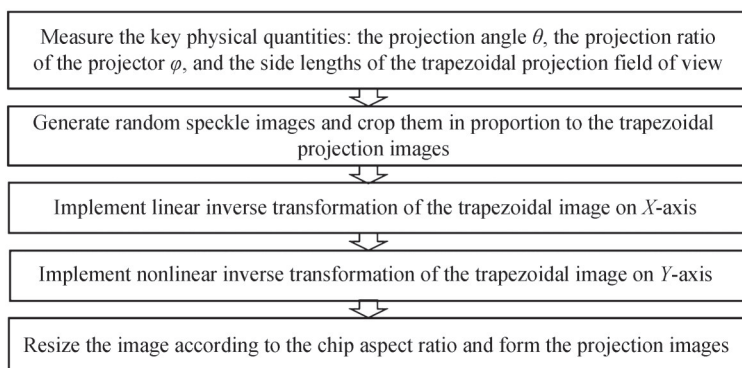 Measure the key physical quantities: the projection angle θ, the projection ratio
of the projector φ, and the side lengths of the trapezoidal projection field of view
Generate random speckle images and crop them in proportion to the trapezoidal
projection images
Implement linear inverse transformation of the trapezoidal image on X-axis
Implement nonlinear inverse transformation of the trapezoidal image on Y-axis
Resize the image according to the chip aspect ratio and form the projection images